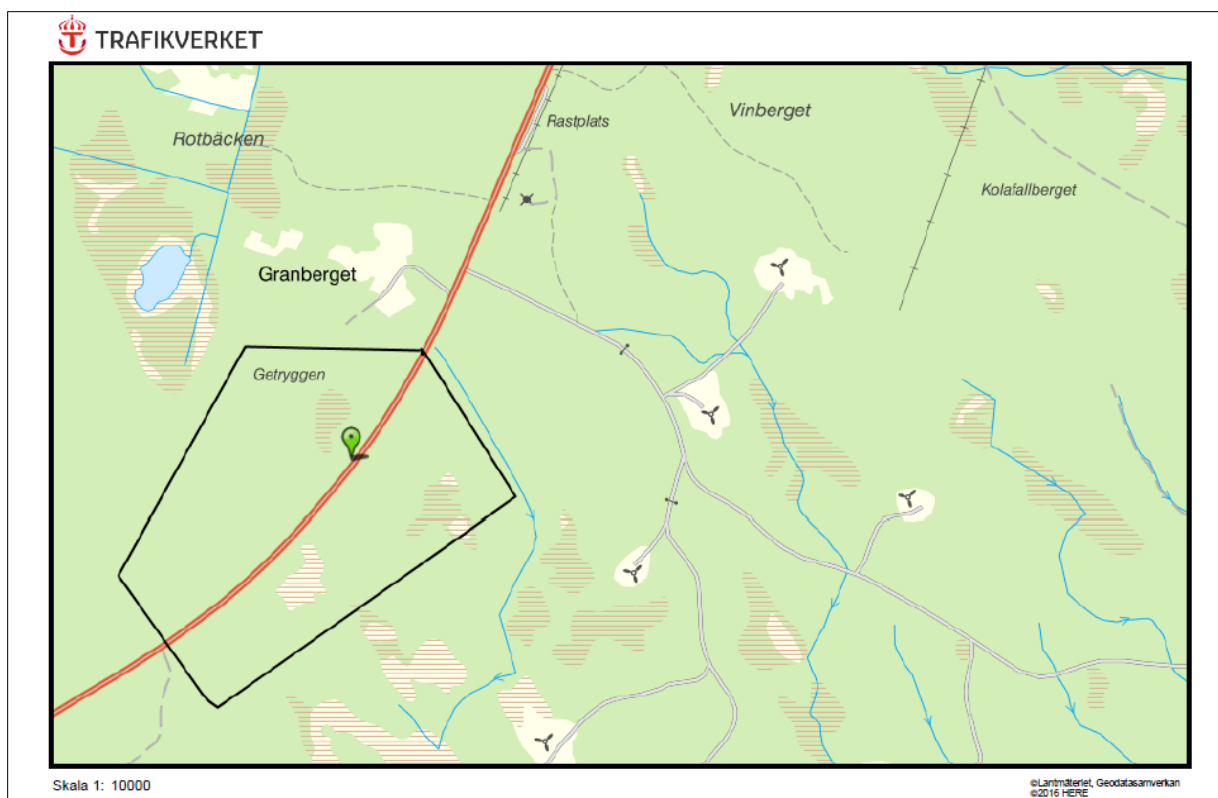 TRAFIKVERKET
Rastplats
Vinberget
Rotbäcken
Kolafallberget
Granberget
Getryggen
Skala 1: 10000
©Lantmäteriet, Geodatasamverkan
©2016 HERE